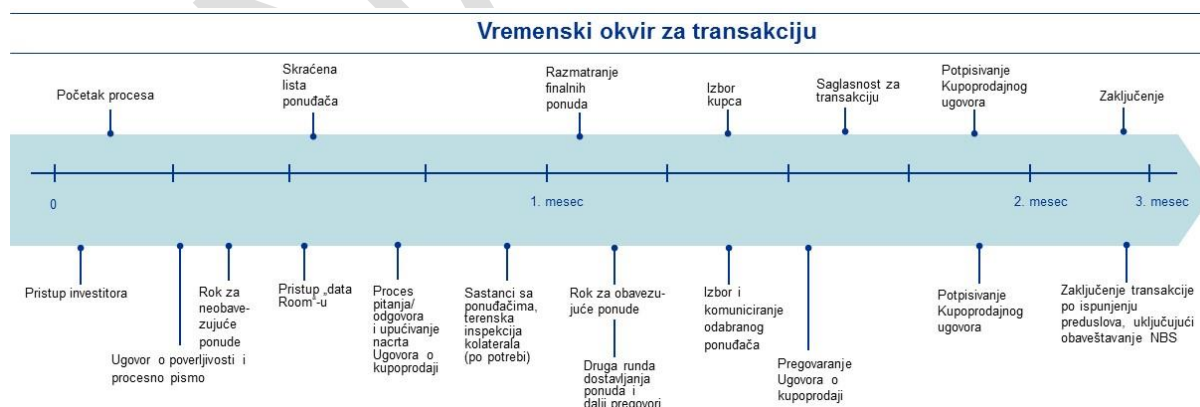 Vremenski okvir za transakciju
Početak procesa
Skraćena
lista
ponuđača
Razmatranje
finalnih
ponuda
Izbor
kupca
Saglasnost za
transakciju
Potpisivanje
Kupoprodajnog
ugovora
Zaključenje
0
1. mesec
2. mesec
3. mesec
Pristup investitora
Ugovor o poverljivosti i
procesno pismo
Rok za
neobave-
zujuće
ponude
Pristup „data
Room“-u
Proces
pitanja/
odgovora
i upućivanje
nacrta
Ugovora o
kupoprodaji
Sastanci sa
ponuđačima,
terenska
inspekcija
kolaterala
(po potrebi)
Rok za obavezu-
juće ponude
Druga runda
dostavljanja
ponuda i
dalji pregovori
Izbor i
komuniciranje
odabranog
ponuđača
Pregovaranje
Ugovora o
kupoprodaji
Potpisivanje
Kupoprodajnog
ugovora
Zaključenje transakcije
po ispunjenju
preduslova, uključujući
obaveštavanje NBS